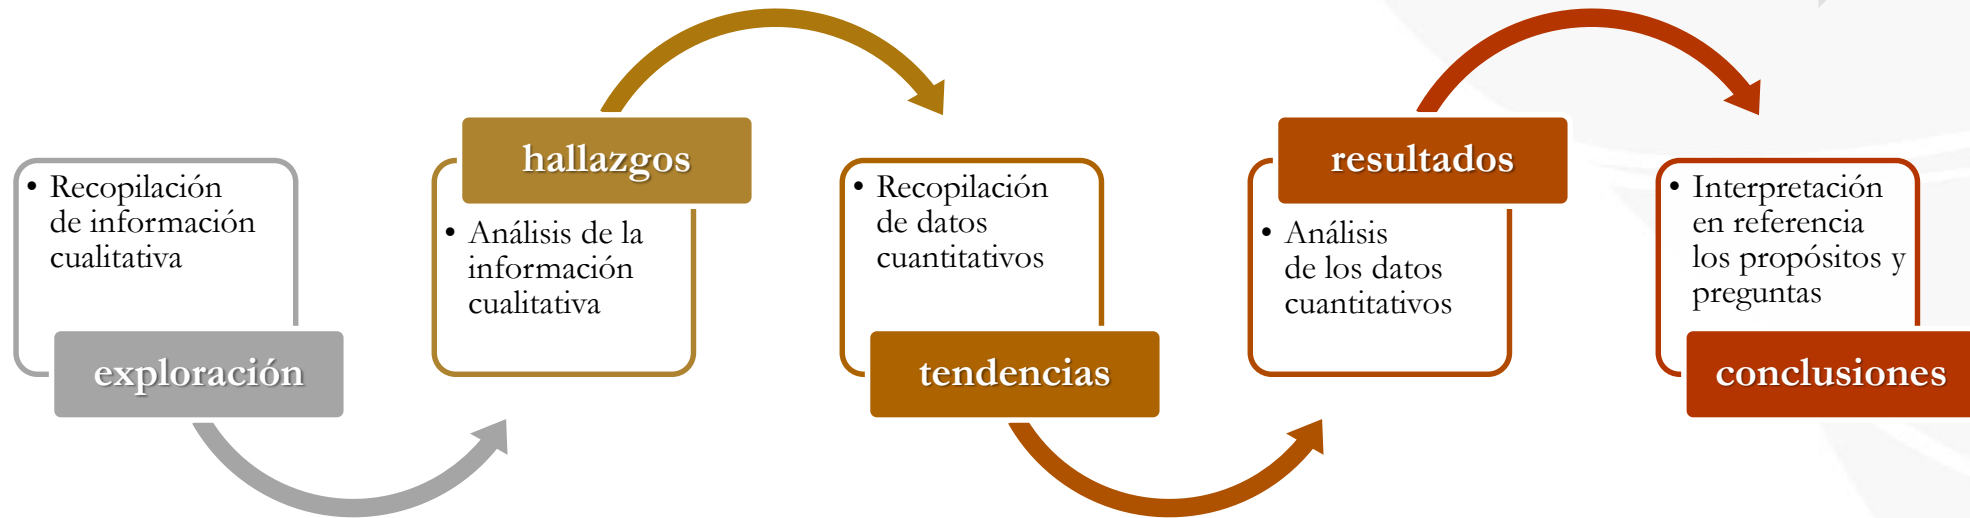 • Recopilación
de información
cualitativa
exploración
hallazgos
• Análisis de la
información
cualitativa
• Recopilación
de datos
cuantitativos
tendencias
resultados
• Análisis
de los datos
cuantitativos
• Interpretación
en referencia
los propósitos y
preguntas
conclusiones